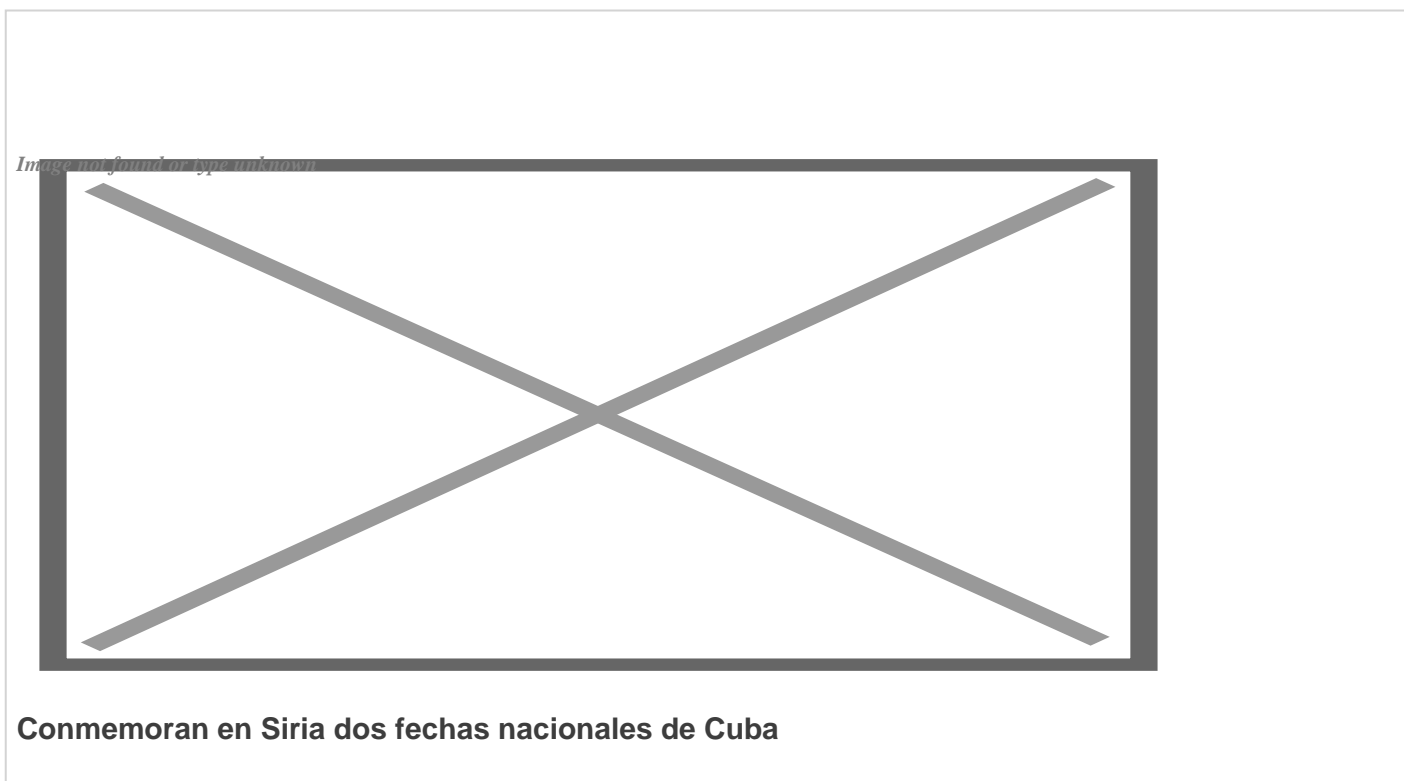 Image not found or type unknown
Conmemoran en Siria dos fechas nacionales de Cuba